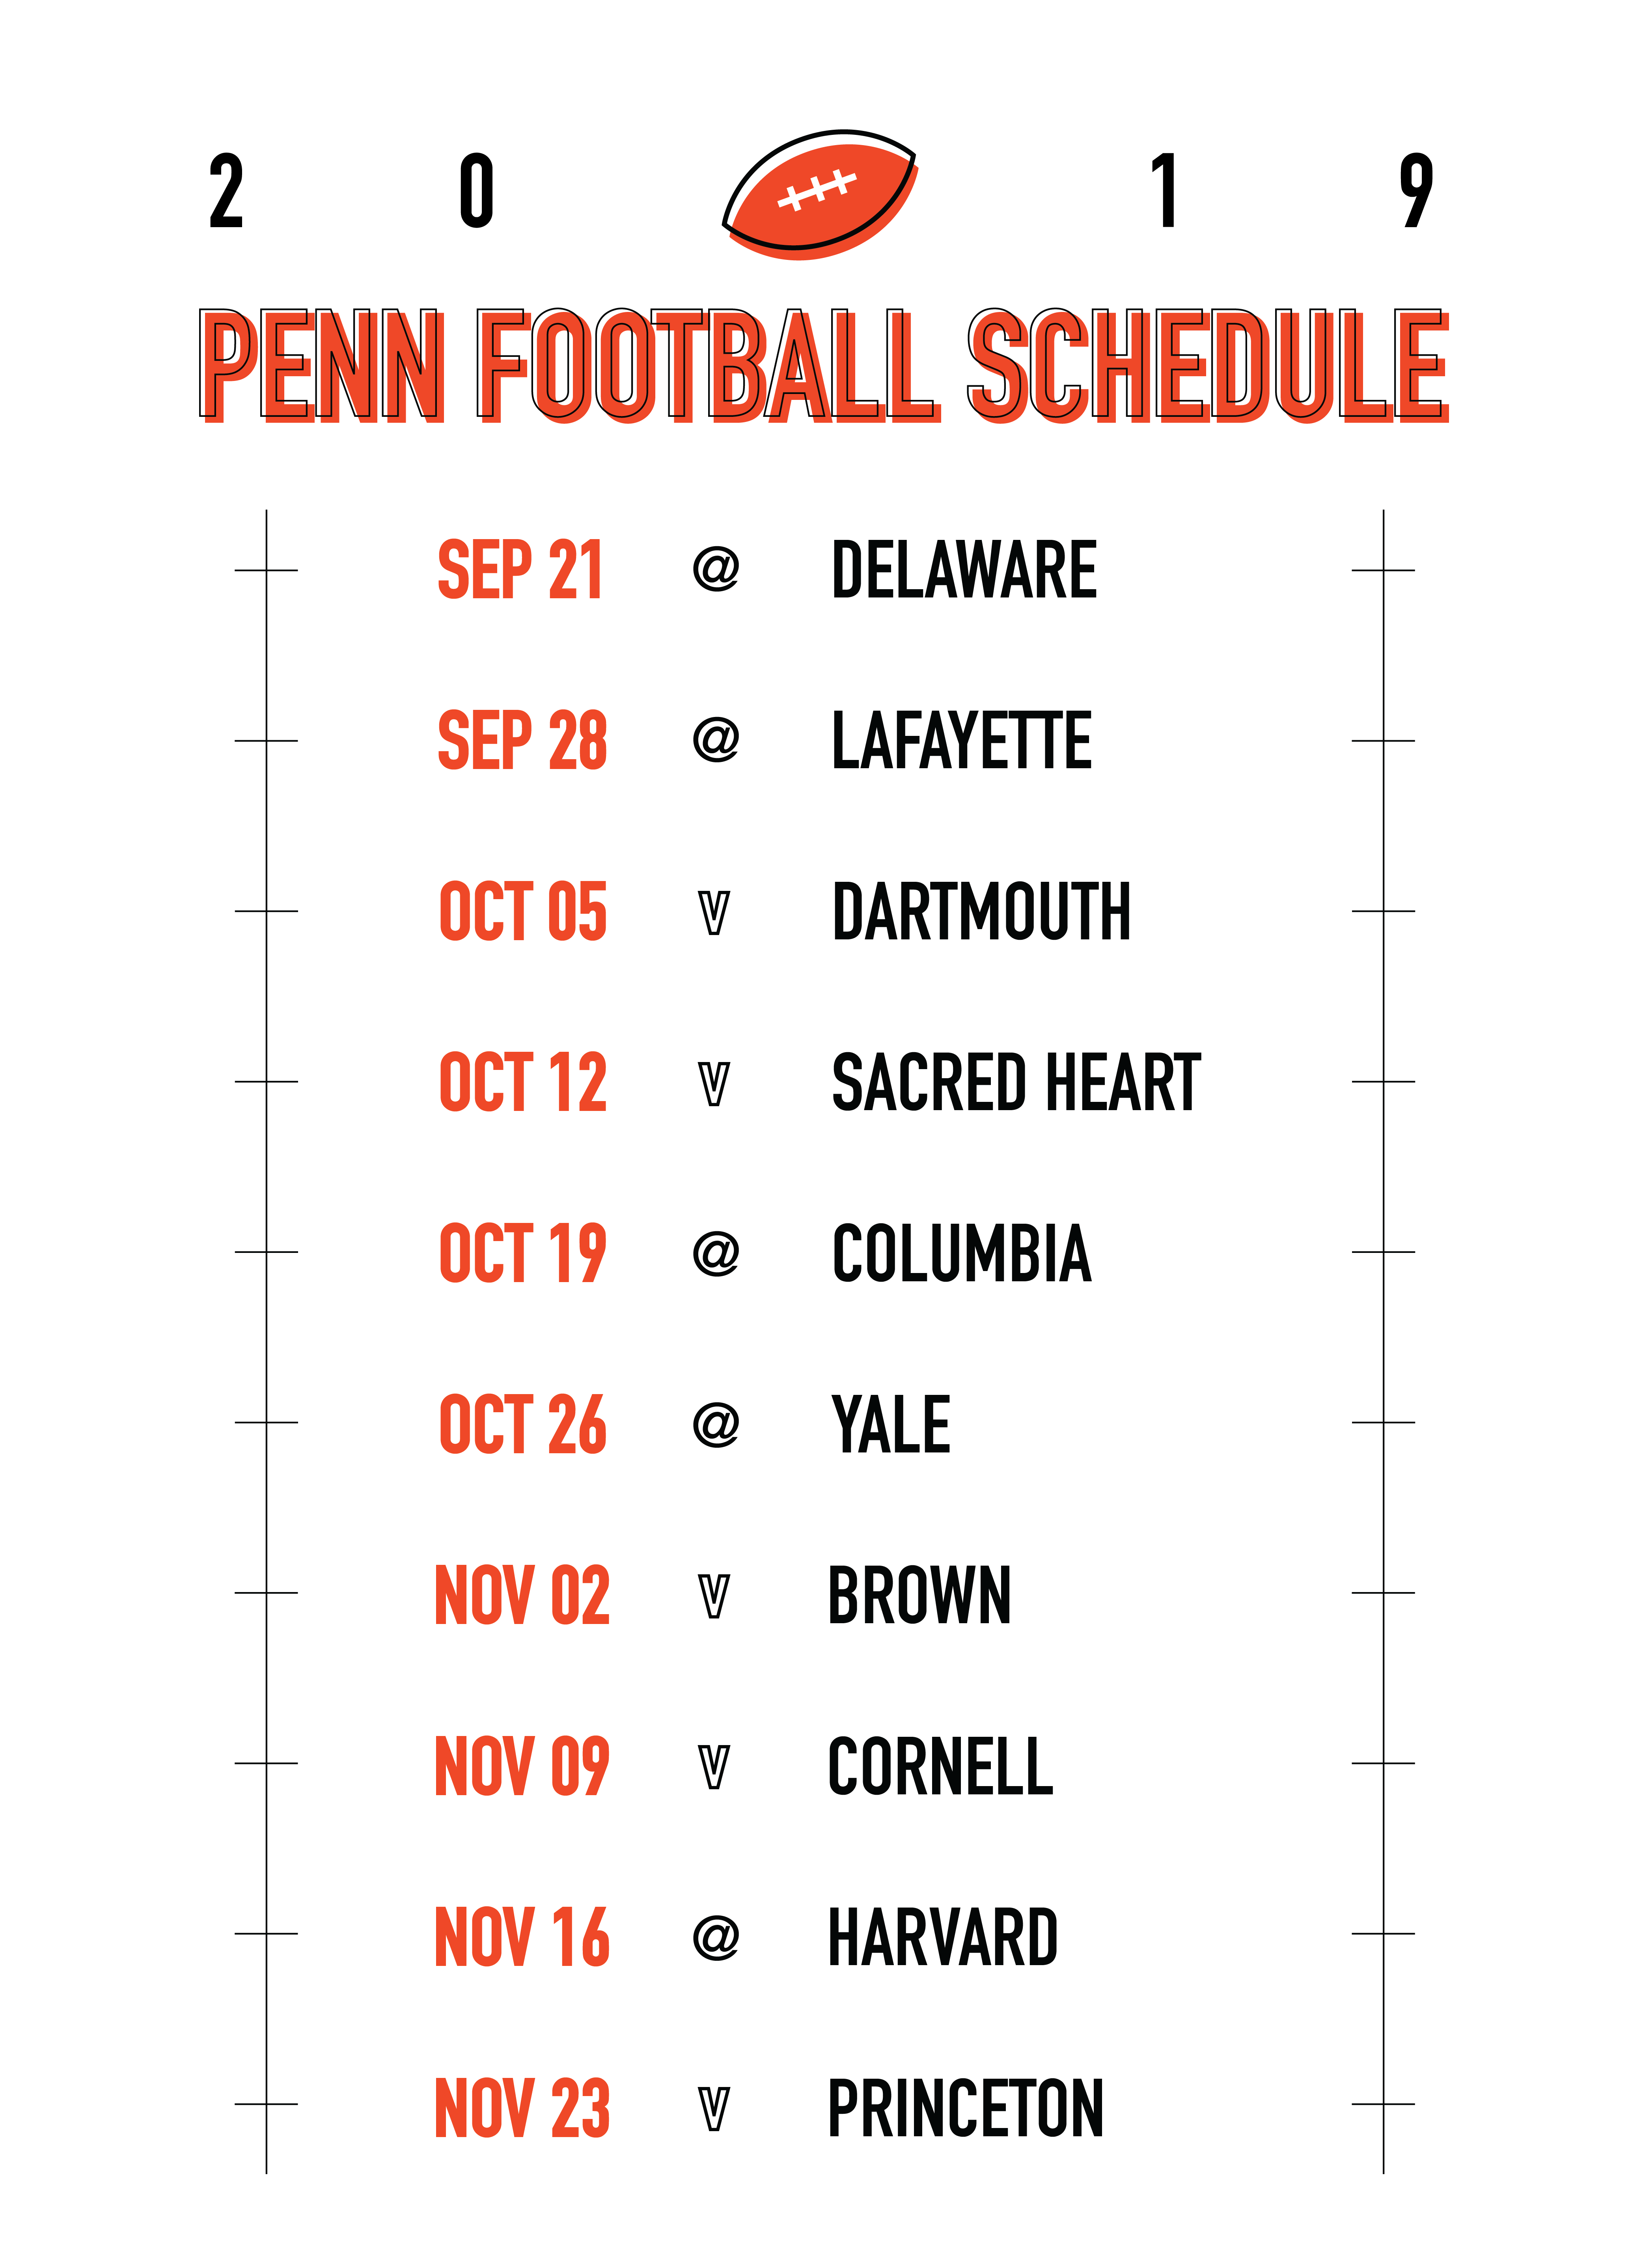 2 0 1 9
PENN FOOTBALL SCHEDULE
SEP 21 @ DELAWARE
SEP 28 @ LAFAYETTE
OCT 05 V DARTMOUTH
OCT 12 V SACRED HEART
OCT 19 @ COLUMBIA
OCT 26 @ YALE
NOV 02 V BROWN
NOV 09 V CORNELL
NOV 16 @ HARVARD
NOV 23 V PRINCETON